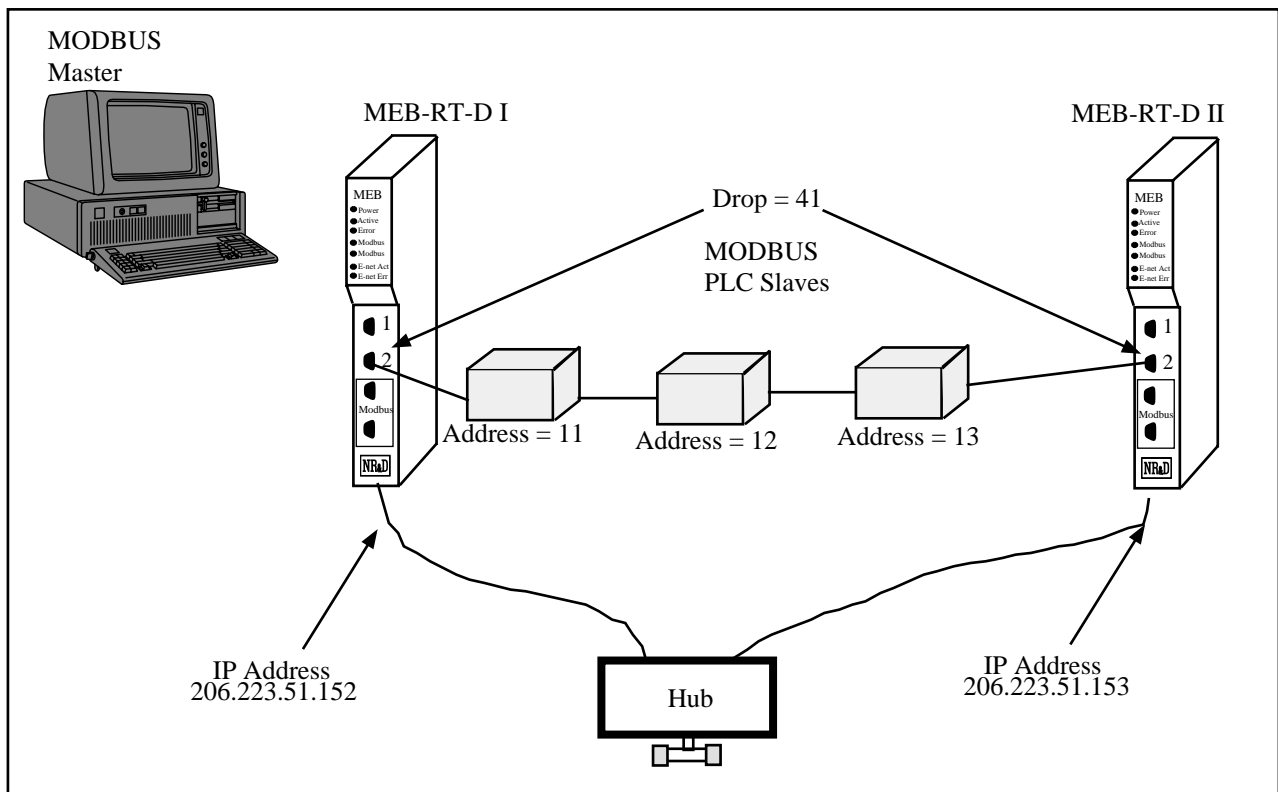 MODBUS
Master
MEB-RT-D I
MEB-RT-D II
MEB
Power
Active
Error
Modbus
Modbus
E-net Act
E-net Err
1
2
Modbus
NR&D
Drop = 41
MODBUS
PLC Slaves
Address = 11
Address = 12
Address = 13
MEB
Power
Active
Error
Modbus
Modbus
E-net Act
E-net Err
1
2
Modbus
NR&D
IP Address
206.223.51.152
Hub
IP Address
206.223.51.153